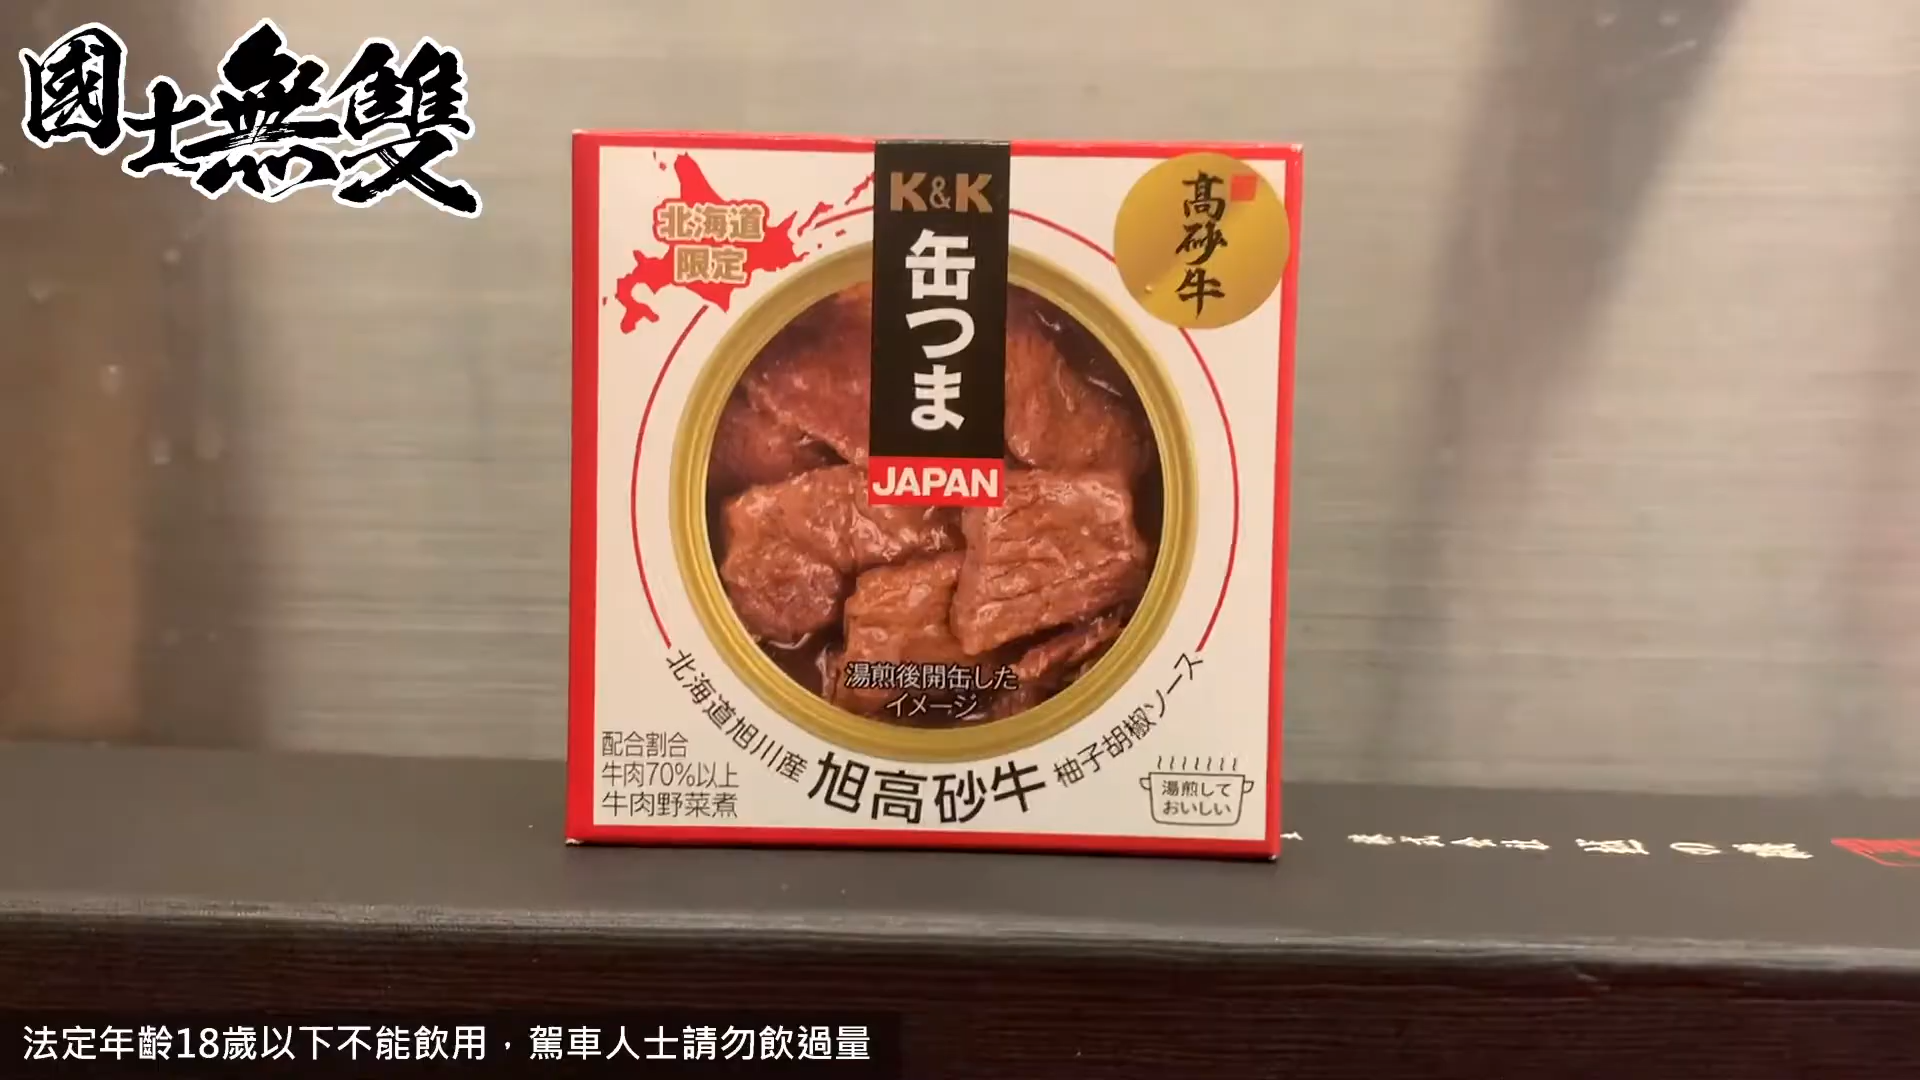 國士無雙
北海道
限定
K&K
缶つま
JAPAN
高砂牛
湯煎後開缶した
イメージ
北海道旭川産 旭高砂牛 柚子胡椒ソース
配合割合
牛肉70%以上
牛肉野菜煮
湯煎して
おいしい
法定年齡18歲以下不能飲用，駕車人士請勿飲過量